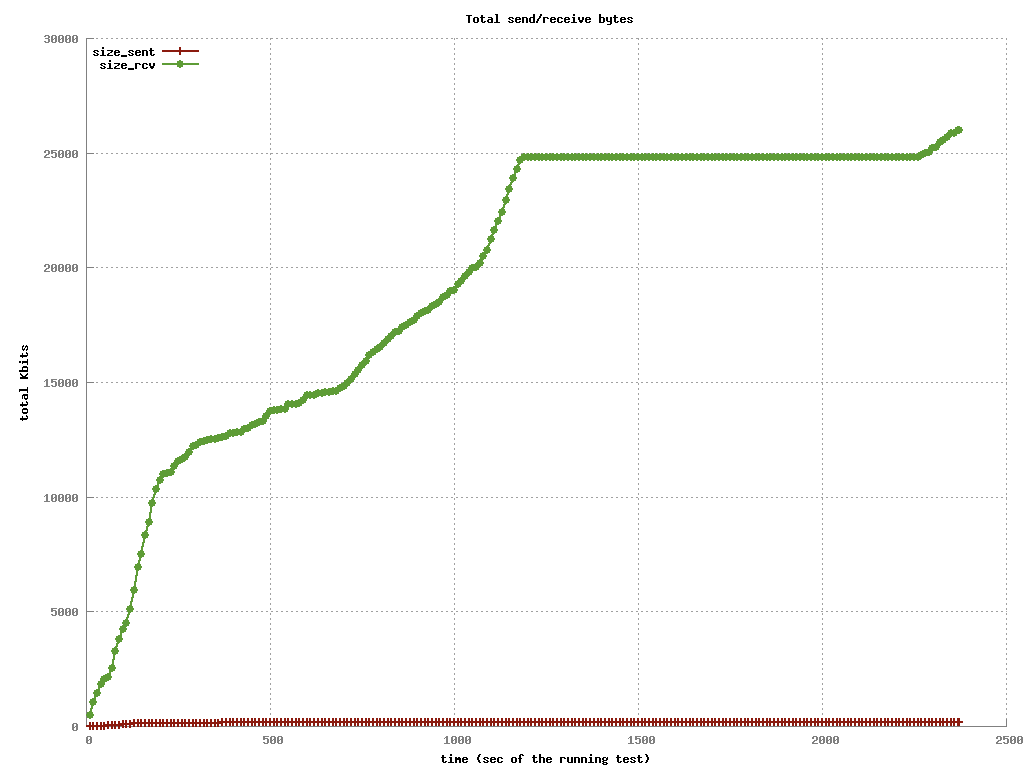 Total send/receive bytes
30000
size_sent
size_rcv
25000
20000
total Kbits
15000
10000
5000
0
0 500 1000 1500 2000 2500
time (sec of the running test)